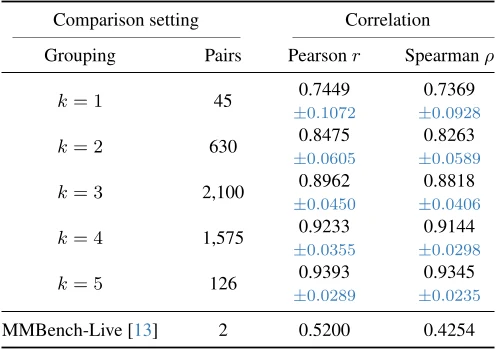 Comparison setting Correlation
Grouping Pairs Pearson r Spearman ρ
k = 1 45 0.7449 0.7369
±0.1072 ±0.0928
k = 2 630 0.8475 0.8263
±0.0605 ±0.0589
k = 3 2,100 0.8962 0.8818
±0.0450 ±0.0406
k = 4 1,575 0.9233 0.9144
±0.0355 ±0.0298
k = 5 126 0.9393 0.9345
±0.0289 ±0.0235
MMBench-Live [13] 2 0.5200 0.4254